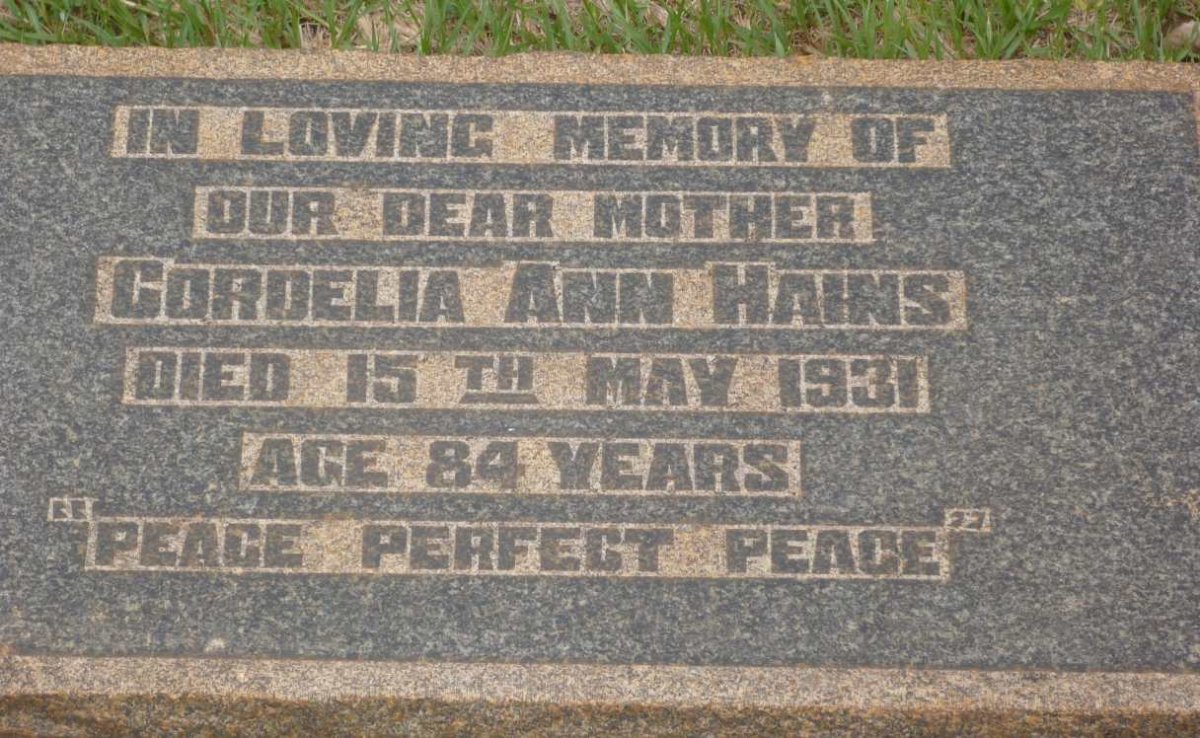 IN LOVING MEMORY OF
OUR DEAR MOTHER
CORDELIA ANN HAINS
DIED 15TH MAY 1931
AGE 84 YEARS
"PEACE PERFECT PEACE"